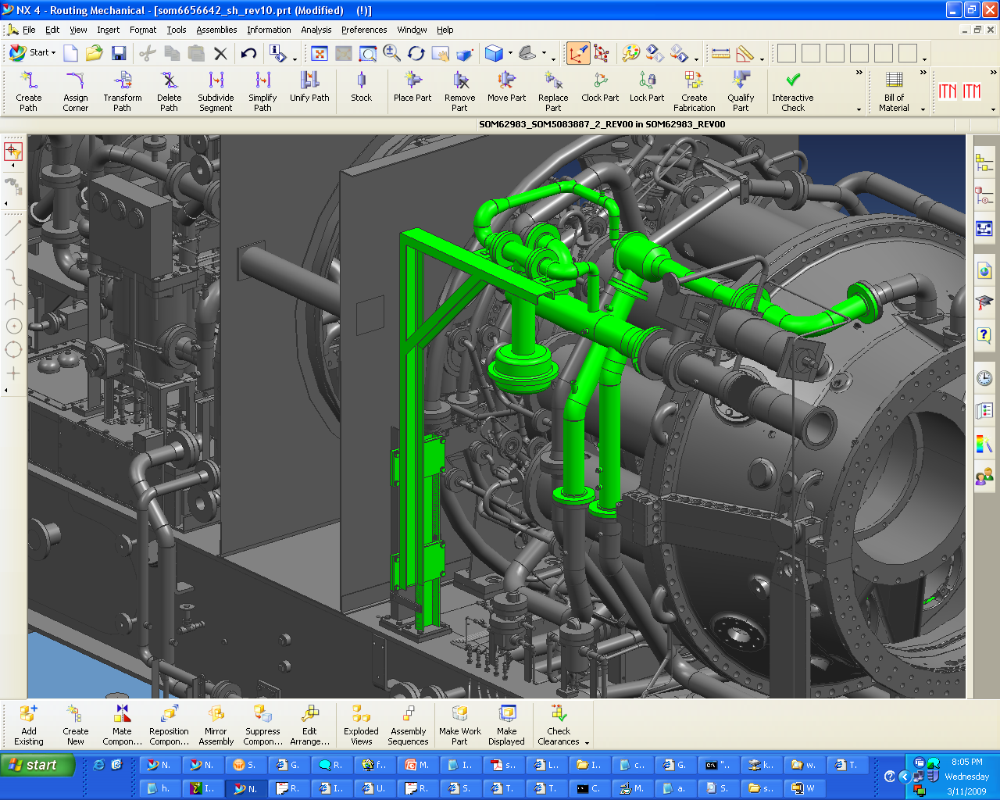 NX 4 - Routing Mechanical - [som6656642_sh_rev10.prt (Modified) (!)]
File Edit View Insert Format Tools Assemblies Information Analysis Preferences Window Help
Start
Create Path
Assign Corner
Transform Path
Delete Path
Subdivide Segment
Simplify Path
Unify Path
Stock
Place Part
Remove Part
Move Part
Replace Part
Clock Part
Lock Part
Create Fabrication
Qualify Part
Interactive Check
Bill of Material
ITN ITM
SOM62983_SOM5083887_2_REV00 in SOM62983_REV00
Add Existing
Create New
Mate Compon...
Reposition Compon...
Mirror Assembly
Suppress Compon...
Edit Arrange...
Exploded Views
Assembly Sequences
Make Work Part
Make Displayed
Check Clearances
start
N. N. S. G. R. f.. M. I.. s.. L.. I.. c.. G. ".. k.. w. T.
8:05 PM
Wednesday
h. I.. N. R. I.. U. R. S. T. T. C. M. a. S. s.. W
3/11/2009